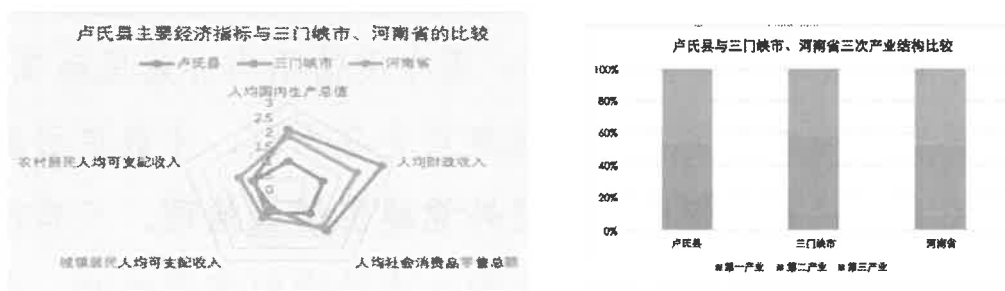 卢氏县主要经济指标与三门峡市、河南省的比较
卢氏县 三门峡市 河南省
人均国内生产总值
3
2.5
2
1.5
1
0
人均财政收入
农村居民人均可支配收入
城镇居民人均可支配收入
人均社会消费品零售总额
卢氏县与三门峡市、河南省三次产业结构比较
100%
80%
60%
40%
20%
0%
卢氏县 三门峡市 河南省
第一产业 第二产业 第三产业